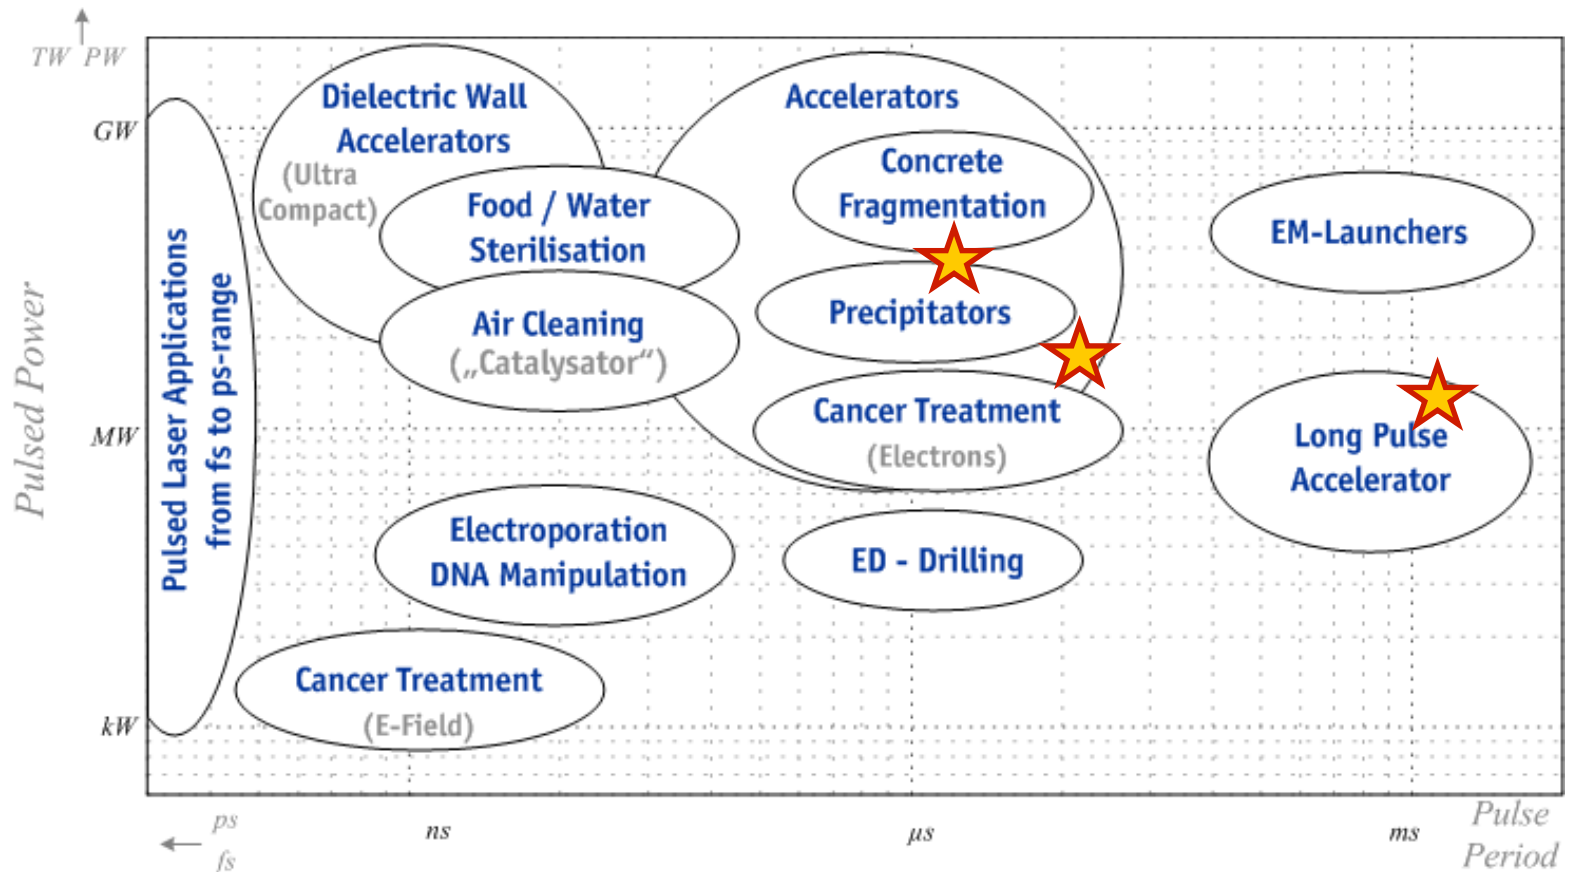 TW PW
GW
MW
kW
Pulsed Power
Pulsed Laser Applications
from fs to ps-range
Dielectric Wall
Accelerators
(Ultra
Compact)
Food / Water
Sterilisation
Air Cleaning
(„Catalysator“)
Electroporation
DNA Manipulation
Cancer Treatment
(E-Field)
Accelerators
Concrete
Fragmentation
Precipitators
Cancer Treatment
(Electrons)
ED - Drilling
EM-Launchers
Long Pulse
Accelerator
ps
fs
ns
μs
ms
Pulse
Period